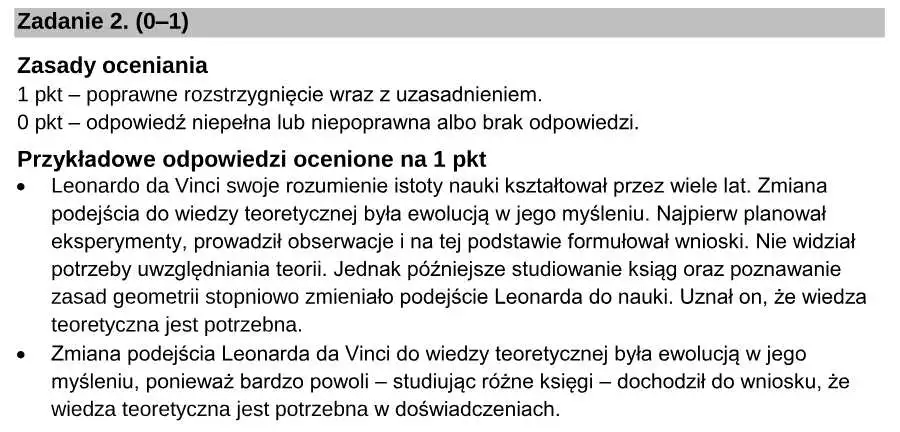 Zadanie 2. (0–1)
Zasady oceniania
1 pkt – poprawne rozstrzygnięcie wraz z uzasadnieniem.
0 pkt – odpowiedź niepełna lub niepoprawna albo brak odpowiedzi.
Przykładowe odpowiedzi ocenione na 1 pkt
• Leonardo da Vinci swoje rozumienie istoty nauki kształtował przez wiele lat. Zmiana
podejścia do wiedzy teoretycznej była ewolucją w jego myśleniu. Najpierw planował
eksperymenty, prowadził obserwacje i na tej podstawie formułował wnioski. Nie widział
potrzeby uwzględniania teorii. Jednak późniejsze studiowanie ksiąg oraz poznawanie
zasad geometrii stopniowo zmieniało podejście Leonarda do nauki. Uznał on, że wiedza
teoretyczna jest potrzebna.
• Zmiana podejścia Leonarda da Vinci do wiedzy teoretycznej była ewolucją w jego
myśleniu, ponieważ bardzo powoli – studiując różne księgi – dochodził do wniosku, że
wiedza teoretyczna jest potrzebna w doświadczeniach.